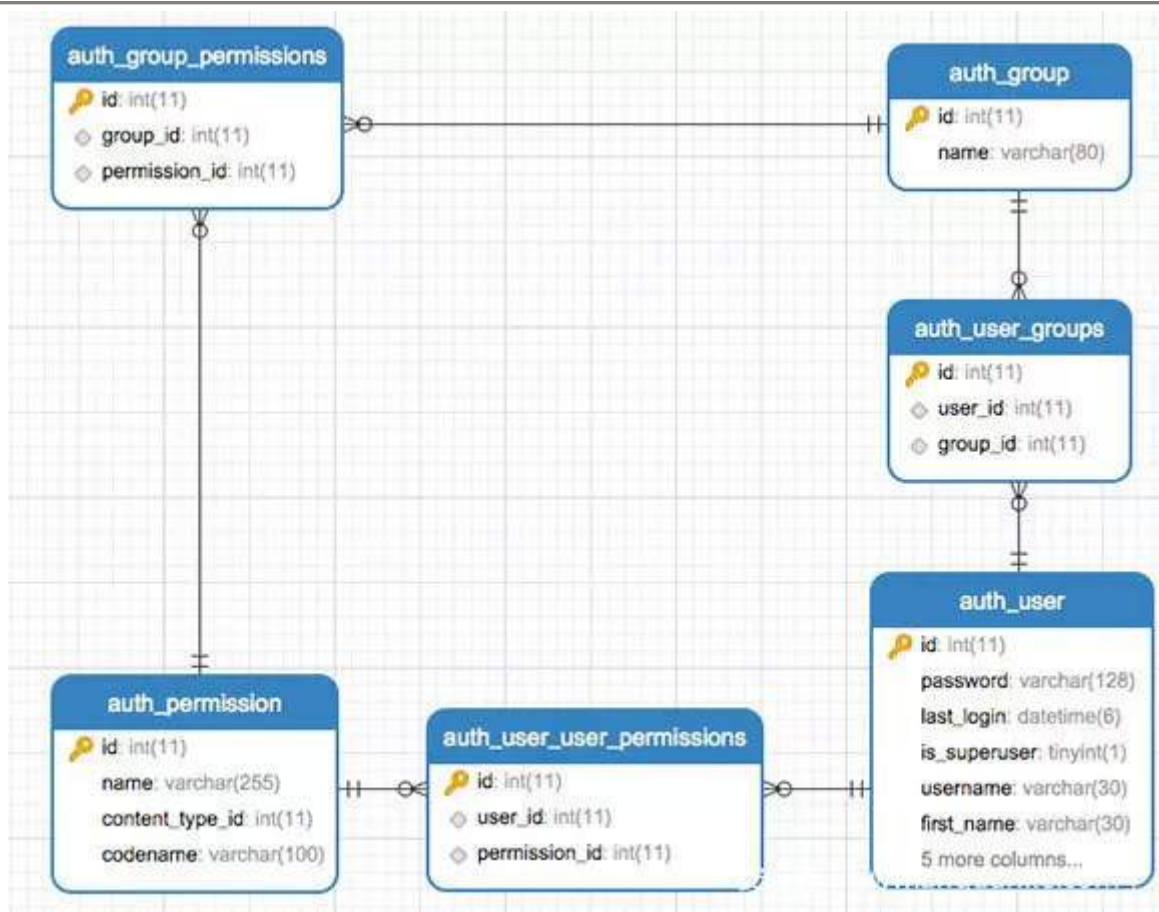 auth_group_permissions
id: int(11)
group_id: int(11)
permission_id: int(11)
auth_group
id: int(11)
name: varchar(80)
auth_user_groups
id: int(11)
user_id: int(11)
group_id: int(11)
auth_user
id: int(11)
password: varchar(128)
last_login: datetime(6)
is_superuser: tinyint(1)
username: varchar(30)
first_name: varchar(30)
5 more columns...
auth_permission
id: int(11)
name: varchar(255)
content_type_id: int(11)
codename: varchar(100)
auth_user_user_permissions
id: int(11)
user_id: int(11)
permission_id: int(11)